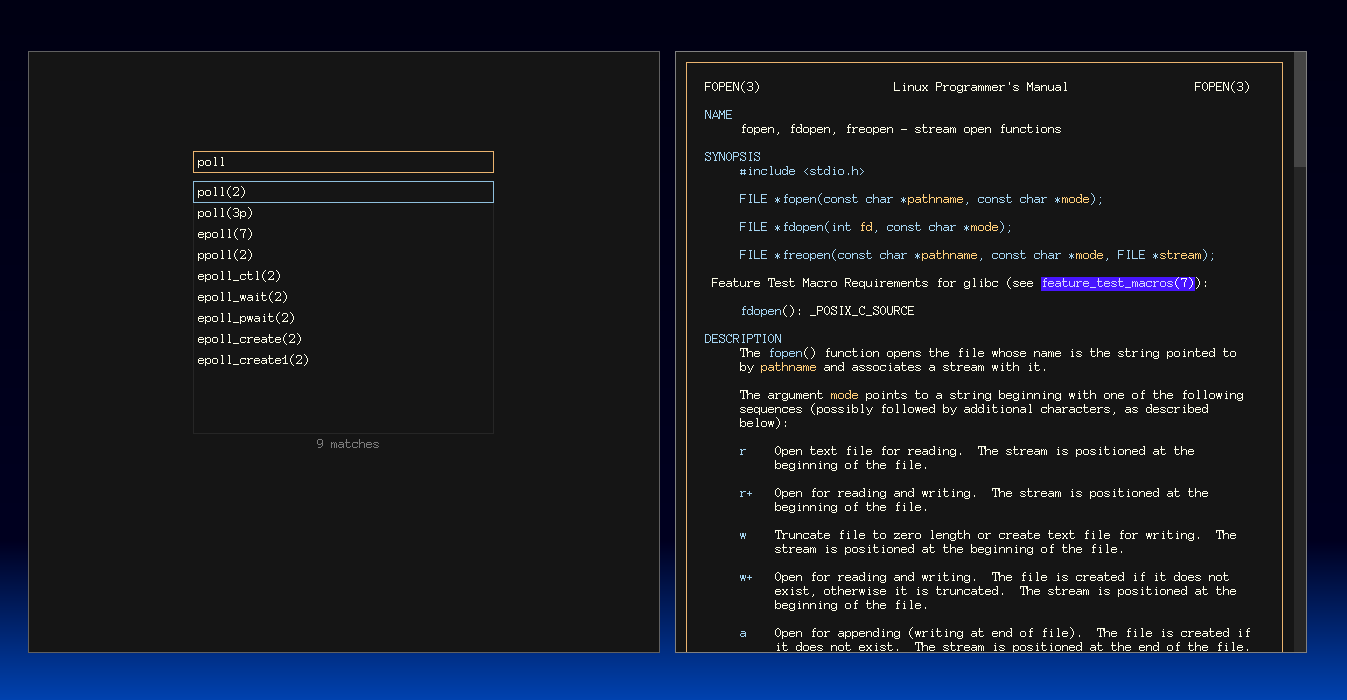 poll
poll(2)
poll(3p)
epoll(7)
ppoll(2)
epoll_ctl(2)
epoll_wait(2)
epoll_pwait(2)
epoll_create(2)
epoll_create1(2)
9 matches
FOPEN(3) Linux Programmer's Manual FOPEN(3)
NAME
fopen, fdopen, freopen – stream open functions
SYNOPSIS
#include <stdio.h>
FILE *fopen(const char *pathname, const char *mode);
FILE *fdopen(int fd, const char *mode);
FILE *freopen(const char *pathname, const char *mode, FILE *stream);
Feature Test Macro Requirements for glibc (see feature_test_macros(7)):
fdopen(): _POSIX_C_SOURCE
DESCRIPTION
The fopen() function opens the file whose name is the string pointed to
by pathname and associates a stream with it.
The argument mode points to a string beginning with one of the following
sequences (possibly followed by additional characters, as described
below):
r Open text file for reading.  The stream is positioned at the
beginning of the file.
r+ Open for reading and writing.  The stream is positioned at the
beginning of the file.
w Truncate file to zero length or create text file for writing.  The
stream is positioned at the beginning of the file.
w+ Open for reading and writing.  The file is created if it does not
exist, otherwise it is truncated.  The stream is positioned at the
beginning of the file.
a Open for appending (writing at end of file).  The file is created if
it does not exist.  The stream is positioned at the end of the file.